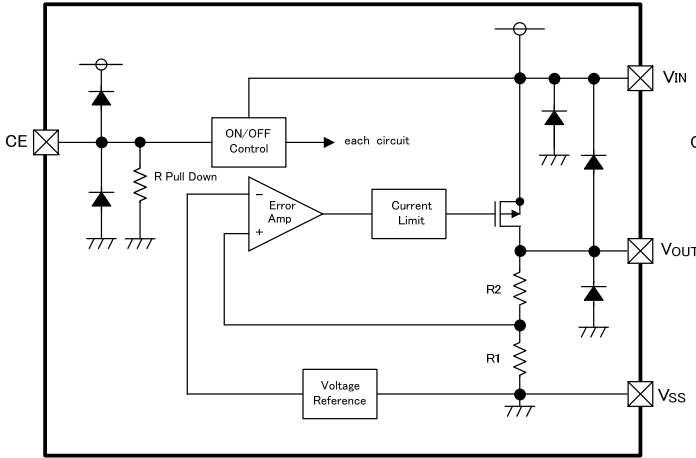 VIN
CE
ON/OFF
Control
each circuit
R Pull Down
−
Error
Amp
+
Current
Limit
VOUT
R2
R1
Voltage
Reference
VSS